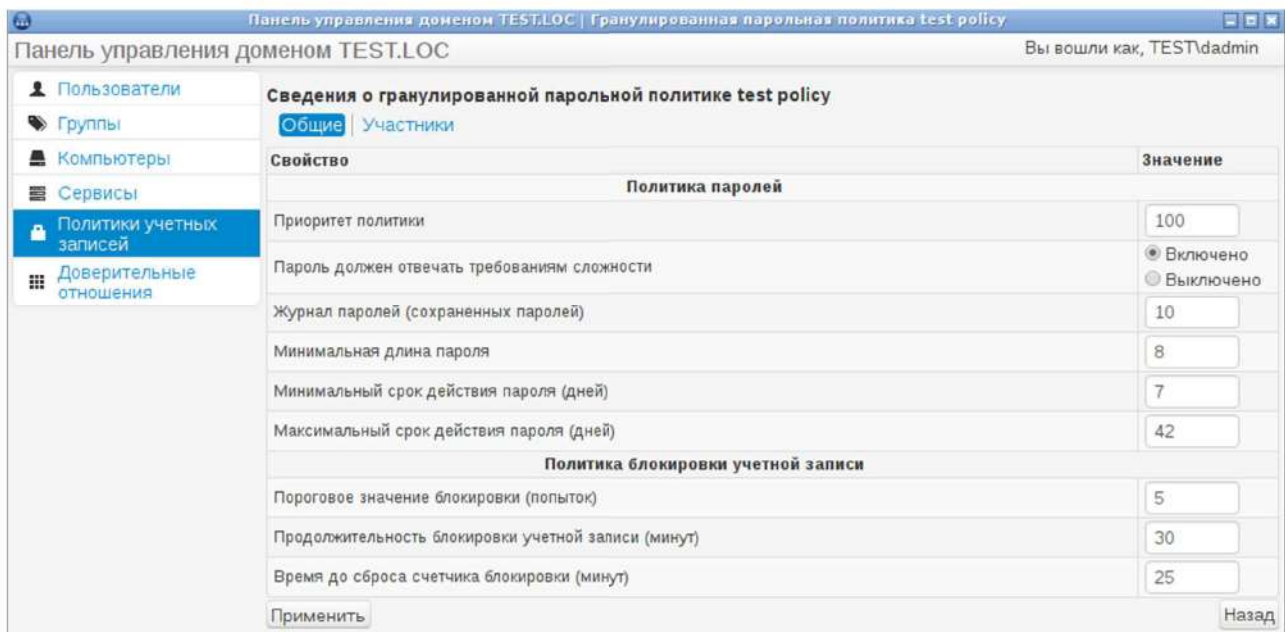 Панель управления доменом TEST.LOC | Гранулированная парольная политика test policy
Панель управления доменом TEST.LOC
Вы вошли как, TEST\dadmin
Пользователи
Группы
Компьютеры
Сервисы
Политики учетных
записей
Доверительные
отношения
Сведения о гранулированной парольной политике test policy
Общие | Участники
Свойство Значение
Политика паролей
Приоритет политики 100
Пароль должен отвечать требованиям сложности Включено
Выключено
Журнал паролей (сохраненных паролей) 10
Минимальная длина пароля 8
Минимальный срок действия пароля (дней) 7
Максимальный срок действия пароля (дней) 42
Политика блокировки учетной записи
Пороговое значение блокировки (попыток) 5
Продолжительность блокировки учетной записи (минут) 30
Время до сброса счетчика блокировки (минут) 25
Применить Назад